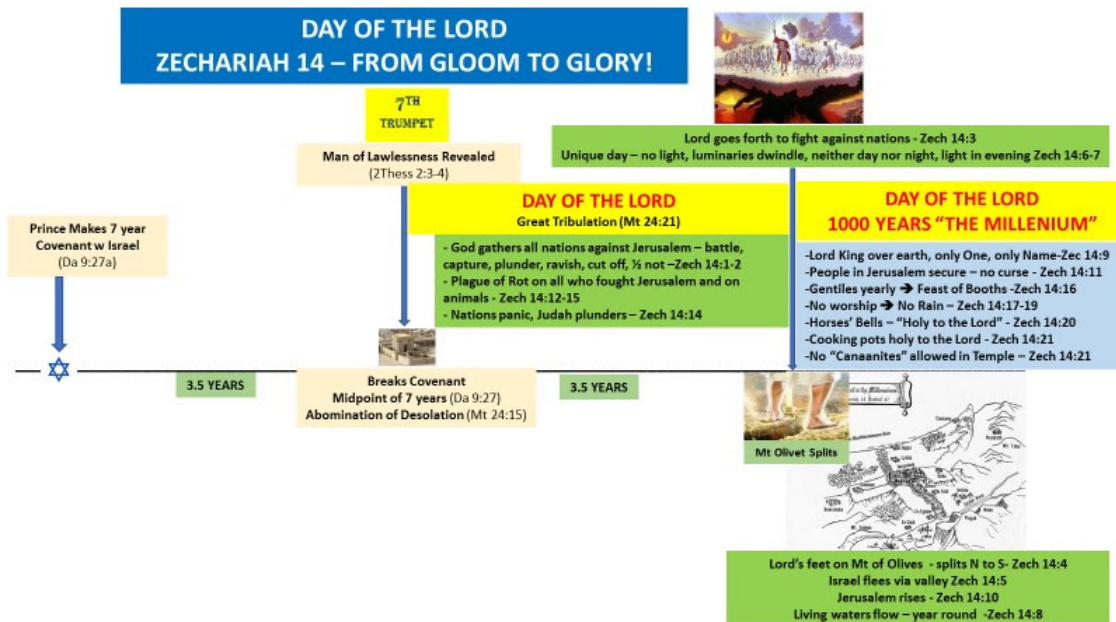 DAY OF THE LORD
ZECHARIAH 14 – FROM GLOOM TO GLORY!
7TH
TRUMPET
Man of Lawlessness Revealed
(2Thess 2:3-4)
Lord goes forth to fight against nations - Zech 14:3
Unique day – no light, luminaries dwindle, neither day nor night, light in evening Zech 14:6-7
Prince Makes 7 year
Covenant w Israel
(Da 9:27a)
DAY OF THE LORD
Great Tribulation (Mt 24:21)
- God gathers all nations against Jerusalem – battle,
capture, plunder, ravish, cut off, ½ not –Zech 14:1-2
- Plague of Rot on all who fought Jerusalem and on
animals - Zech 14:12-15
- Nations panic, Judah plunders – Zech 14:14
DAY OF THE LORD
1000 YEARS “THE MILLENIUM”
-Lord King over earth, only One, only Name-Zec 14:9
-People in Jerusalem secure – no curse - Zech 14:11
-Gentiles yearly ➔ Feast of Booths -Zech 14:16
-No worship ➔ No Rain – Zech 14:17-19
-Horses’ Bells – “Holy to the Lord” - Zech 14:20
-Cooking pots holy to the Lord - Zech 14:21
-No “Canaanites” allowed in Temple – Zech 14:21
3.5 YEARS
Breaks Covenant
Midpoint of 7 years (Da 9:27)
Abomination of Desolation (Mt 24:15)
3.5 YEARS
Mt Olivet Splits
Lord’s feet on Mt of Olives - splits N to S- Zech 14:4
Israel flees via valley Zech 14:5
Jerusalem rises - Zech 14:10
Living waters flow – year round -Zech 14:8